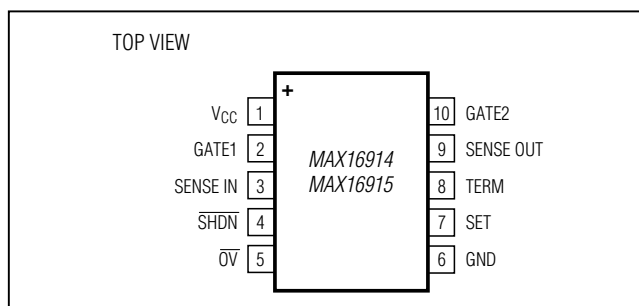 TOP VIEW
+
VCC 1
GATE1 2
SENSE IN 3
SHDN 4
OV 5
MAX16914
MAX16915
10 GATE2
9 SENSE OUT
8 TERM
7 SET
6 GND